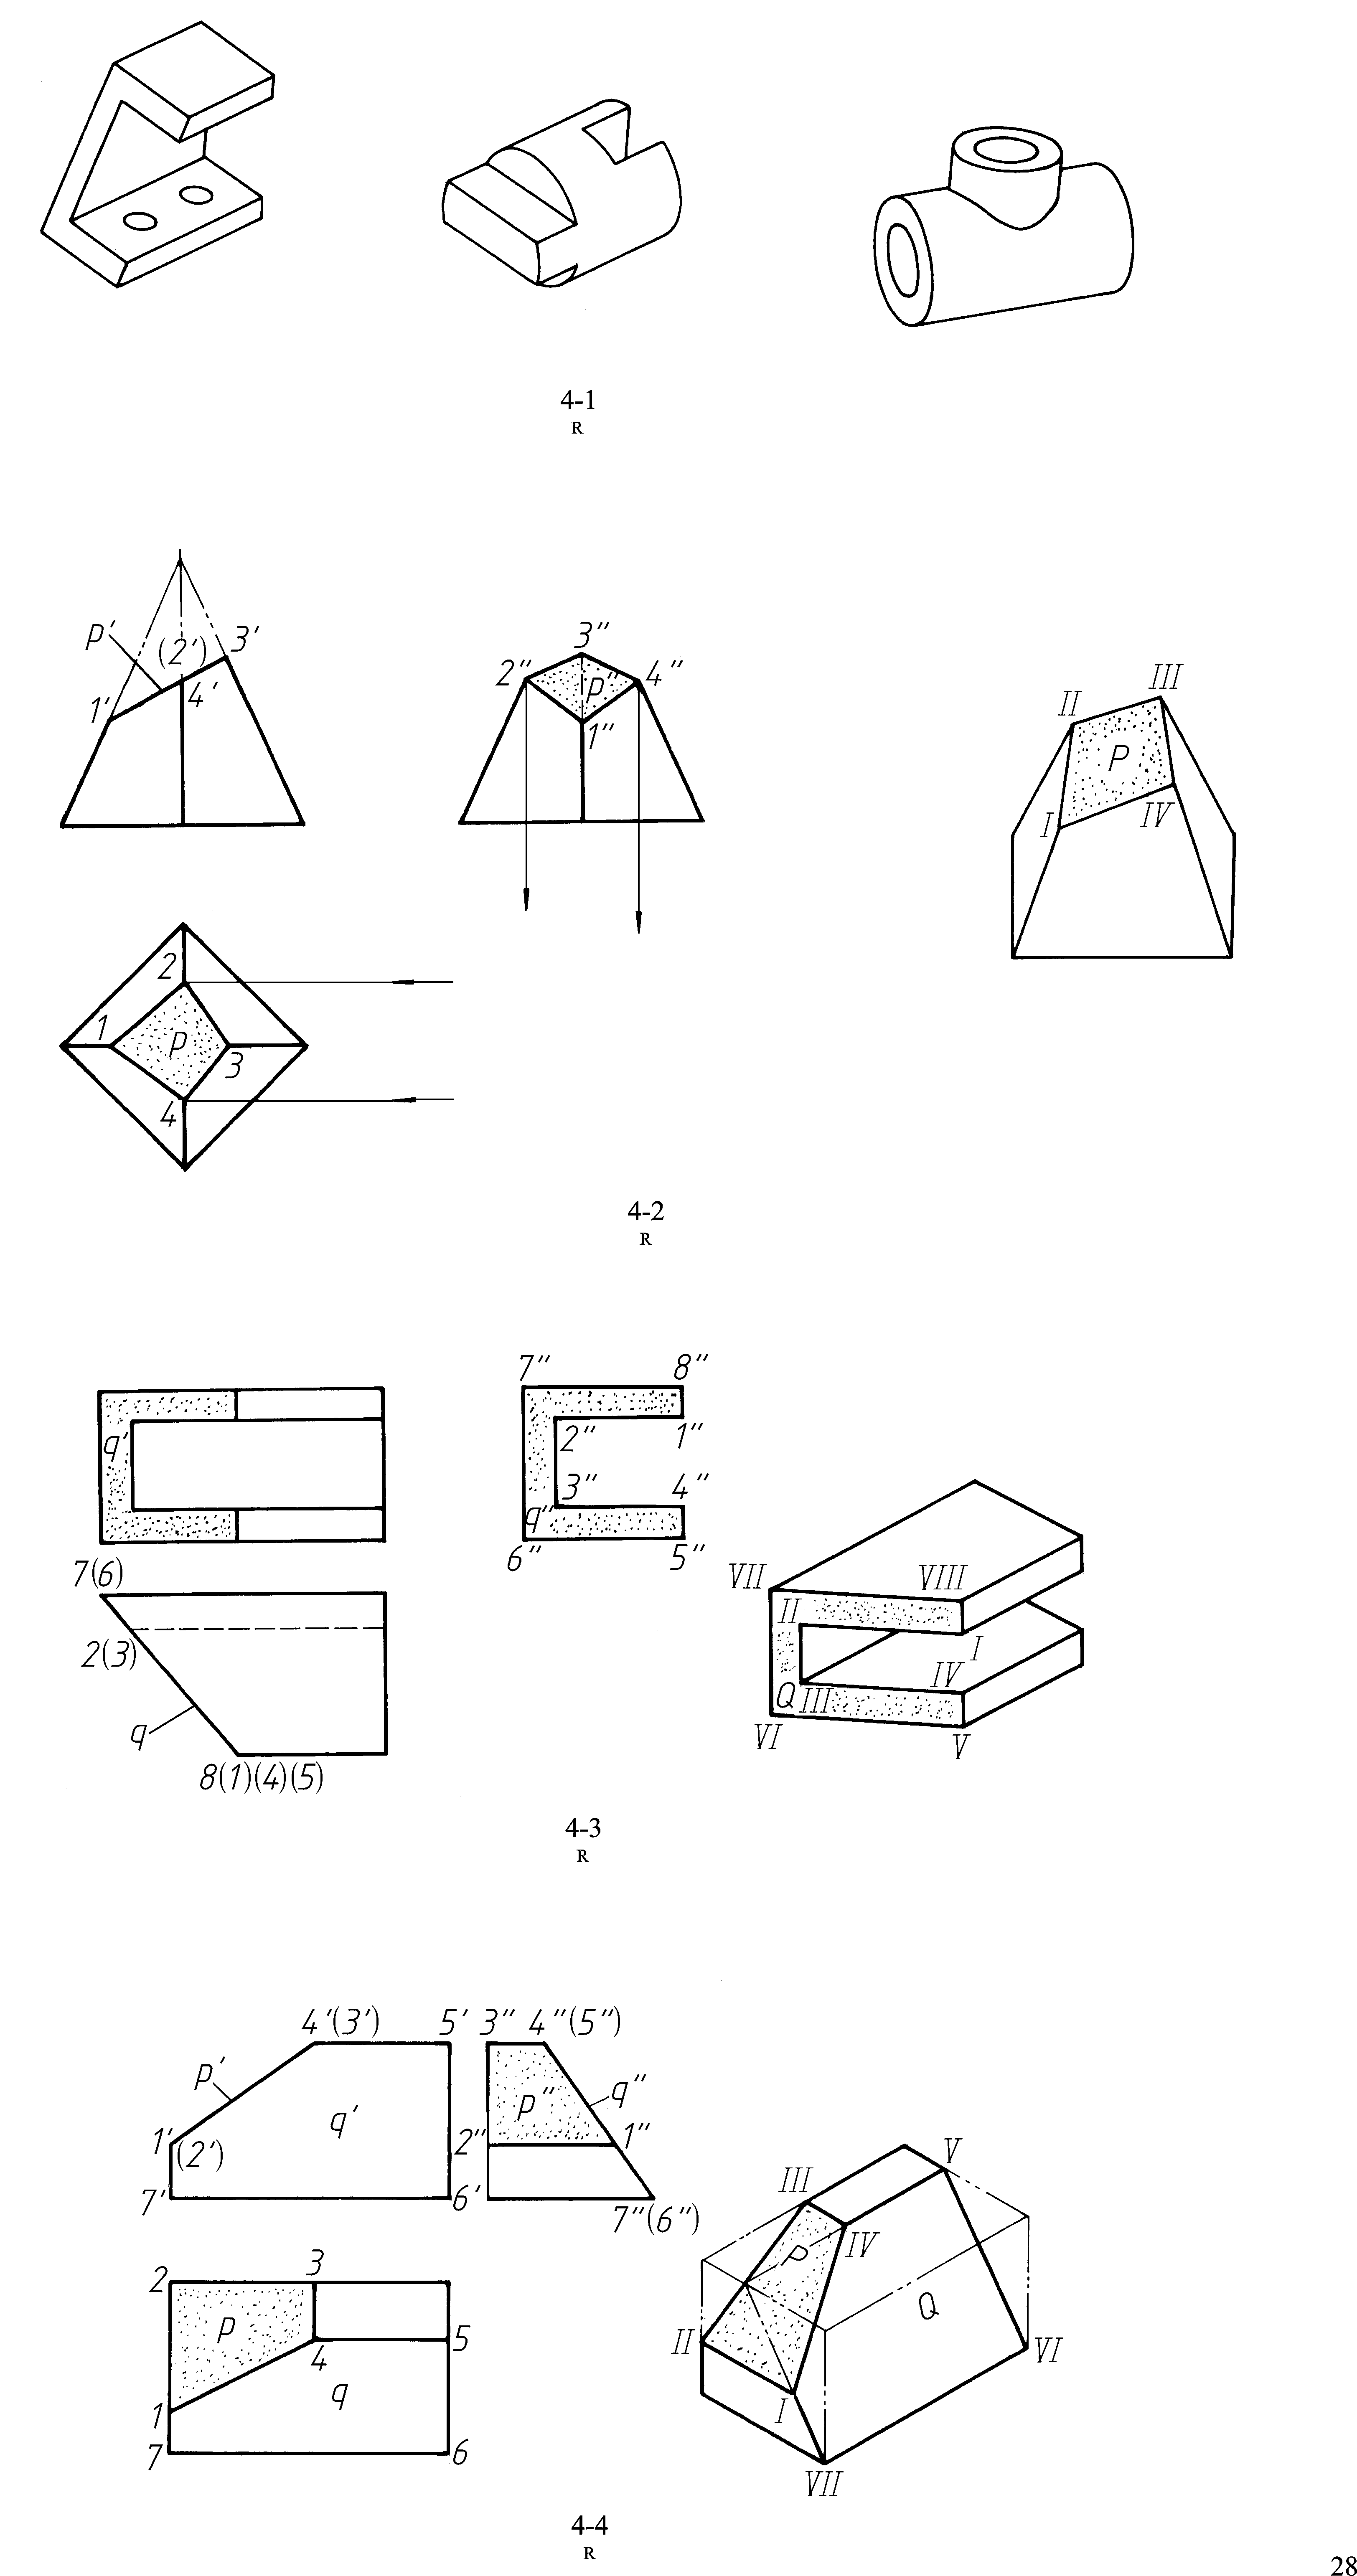 4-1
R
p′
(2′)
3′
1′
4′
3″
2″
4″
p″
1″
III
II
P
I
IV
2
1
p
3
4
4-2
R
7″
8″
q′
2″
1″
3″
4″
q″
6″
5″
7(6)
2(3)
q
8(1)(4)(5)
VII
VIII
II
I
IV
Q
III
VI
V
4-3
R
4′(3′)
5′
3″
4″(5″)
p′
q″
p″
q′
1′
(2′)
2″
1″
7′
6′
7″(6″)
3
2
p
5
4
q
1
7
6
V
III
IV
P
Q
II
VI
I
VII
4-4
R
28